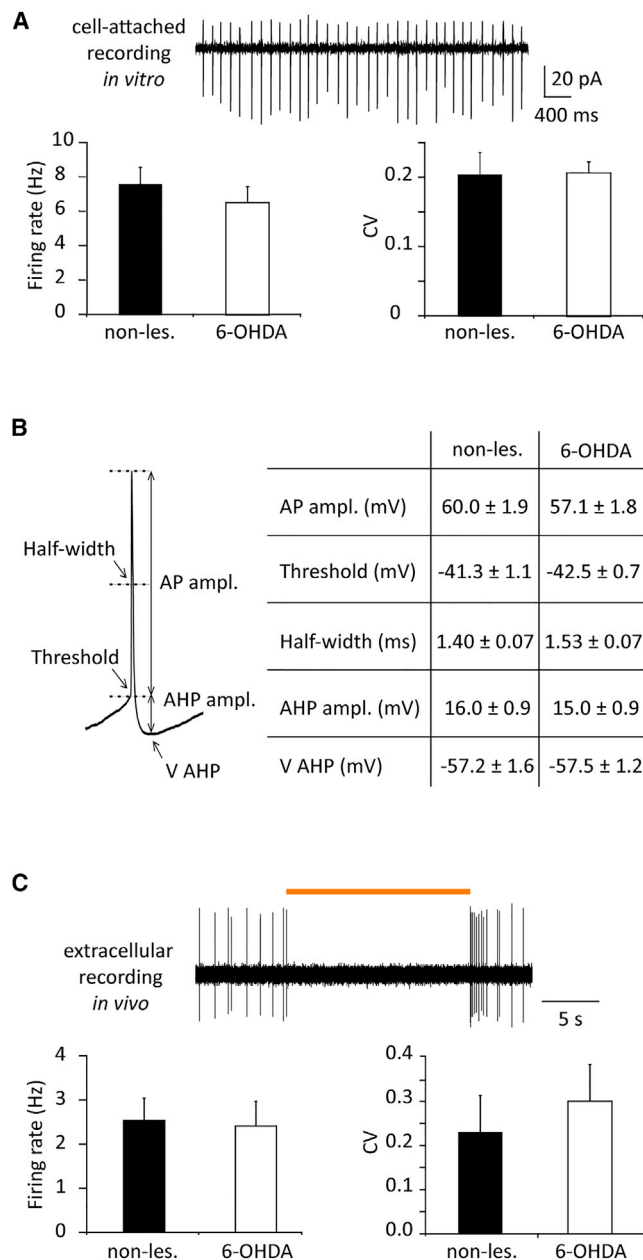 A
cell-attached
recording
in vitro
20 pA
400 ms
10
8
6
4
2
0
Firing rate (Hz)
non-les.
6-OHDA
0.2
0.1
0
CV
non-les.
6-OHDA
B
Half-width
AP ampl.
Threshold
AHP ampl.
V AHP
non-les. 6-OHDA
AP ampl. (mV) 60.0 ± 1.9 57.1 ± 1.8
Threshold (mV) -41.3 ± 1.1 -42.5 ± 0.7
Half-width (ms) 1.40 ± 0.07 1.53 ± 0.07
AHP ampl. (mV) 16.0 ± 0.9 15.0 ± 0.9
V AHP (mV) -57.2 ± 1.6 -57.5 ± 1.2
C
extracellular
recording
in vivo
5 s
4
3
2
1
0
Firing rate (Hz)
non-les.
6-OHDA
0.4
0.3
0.2
0.1
0.0
CV
non-les.
6-OHDA